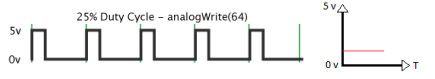 25% Duty Cycle - analogWrite(64)
5v
0v
5 v
0 v
T